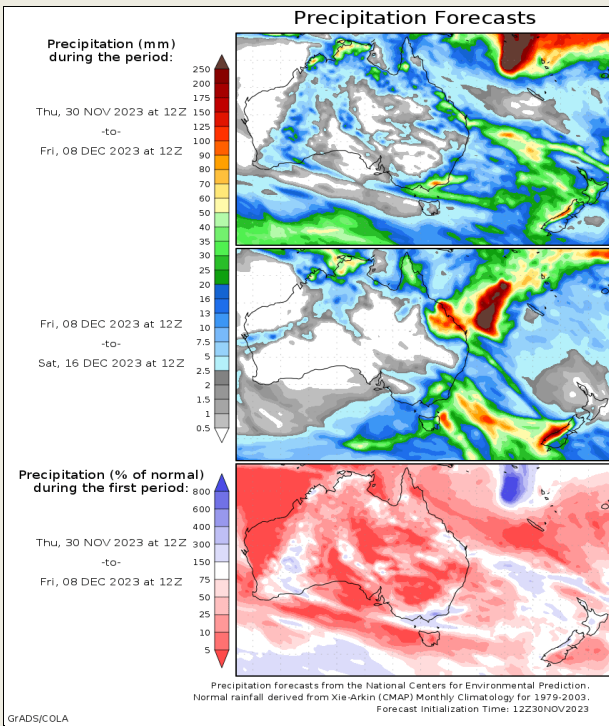 Precipitation Forecasts
Precipitation (mm)
during the period:
Thu, 30 NOV 2023 at 12Z
-to-
Fri, 08 DEC 2023 at 12Z
250
200
175
150
125
100
90
80
70
60
50
40
35
30
25
20
16
13
10
7.5
5
2.5
2
1.5
1
0.5
Fri, 08 DEC 2023 at 12Z
-to-
Sat, 16 DEC 2023 at 12Z
Precipitation (% of normal)
during the first period:
Thu, 30 NOV 2023 at 12Z
-to-
Fri, 08 DEC 2023 at 12Z
800
600
400
300
150
75
50
25
10
5
Precipitation forecasts from the National Centers for Environmental Prediction.
Normal rainfall derived from Xie-Arkin (CMAP) Monthly Climatology for 1979-2003.
Forecast Initialization Time: 12Z30NOV2023
GrADS/COLA